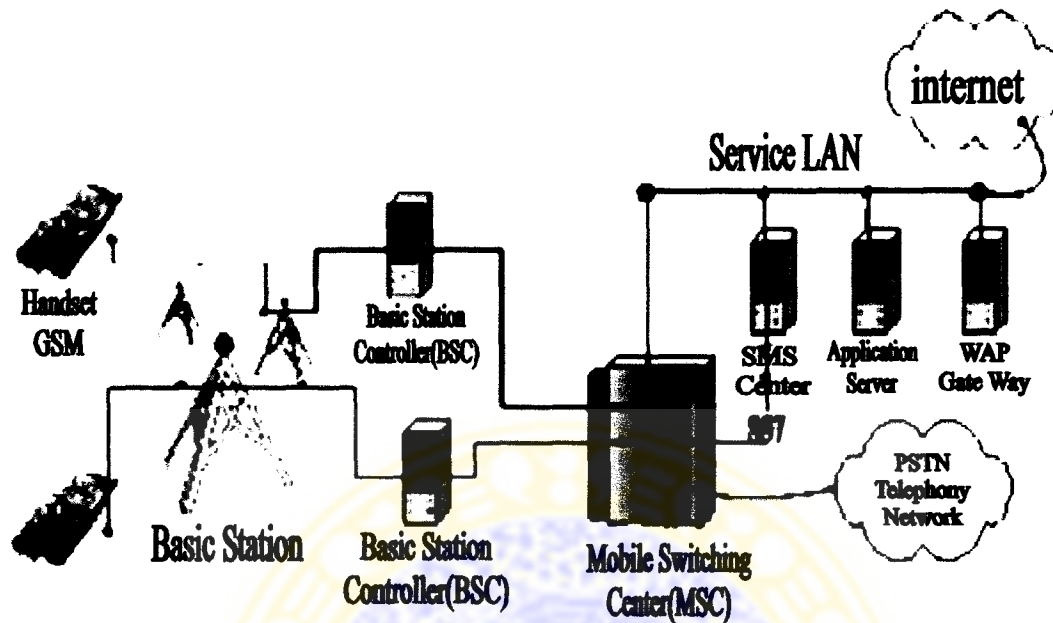 internet
Service LAN
Handset
GSM
Basic Station
Controller(BSC)
SMS
Center
Application
Server
WAP
Gate Way
PSTN
Telephony
Network
Basic Station
Basic Station
Controller(BSC)
Mobile Switching
Center(MSC)